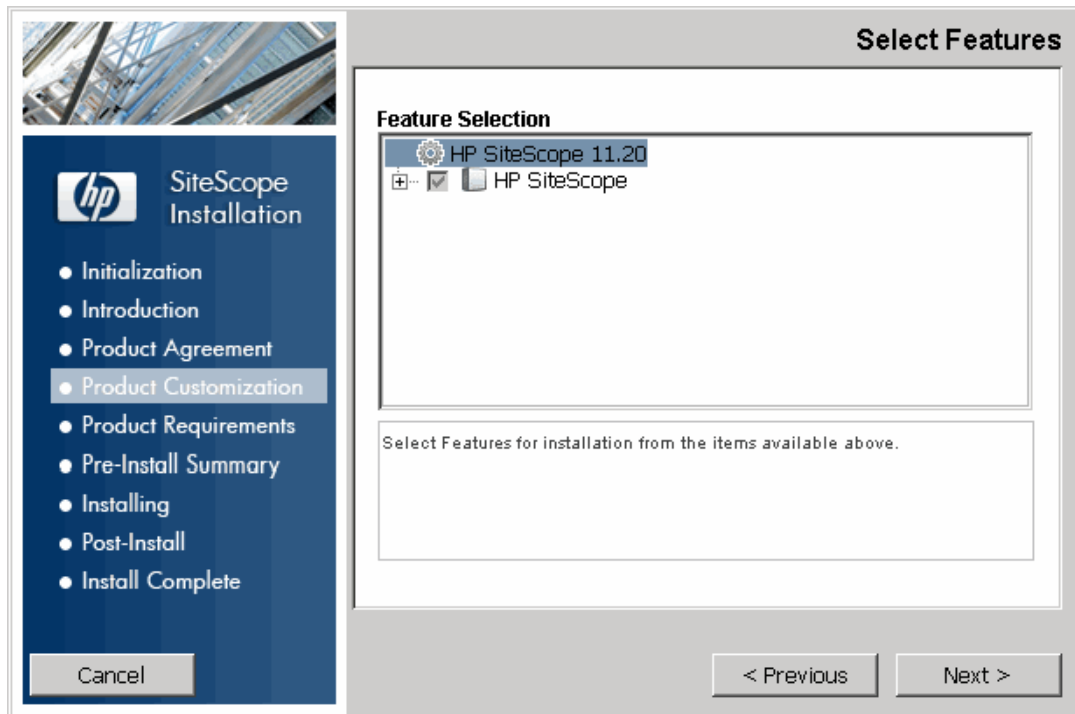 Select Features
hp
SiteScope
Installation
Initialization
Introduction
Product Agreement
Product Customization
Product Requirements
Pre-Install Summary
Installing
Post-Install
Install Complete
Feature Selection
HP SiteScope 11.20
HP SiteScope
Select Features for installation from the items available above.
Cancel
< Previous
Next >